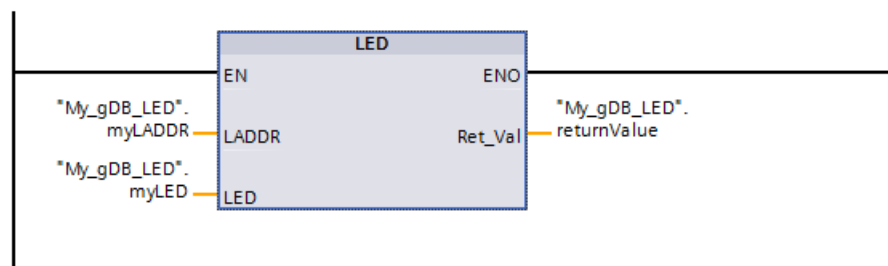 LED
EN ENO
"My_gDB_LED".
myLADDR
LADDR
Ret_Val
"My_gDB_LED".
returnValue
"My_gDB_LED".
myLED
LED